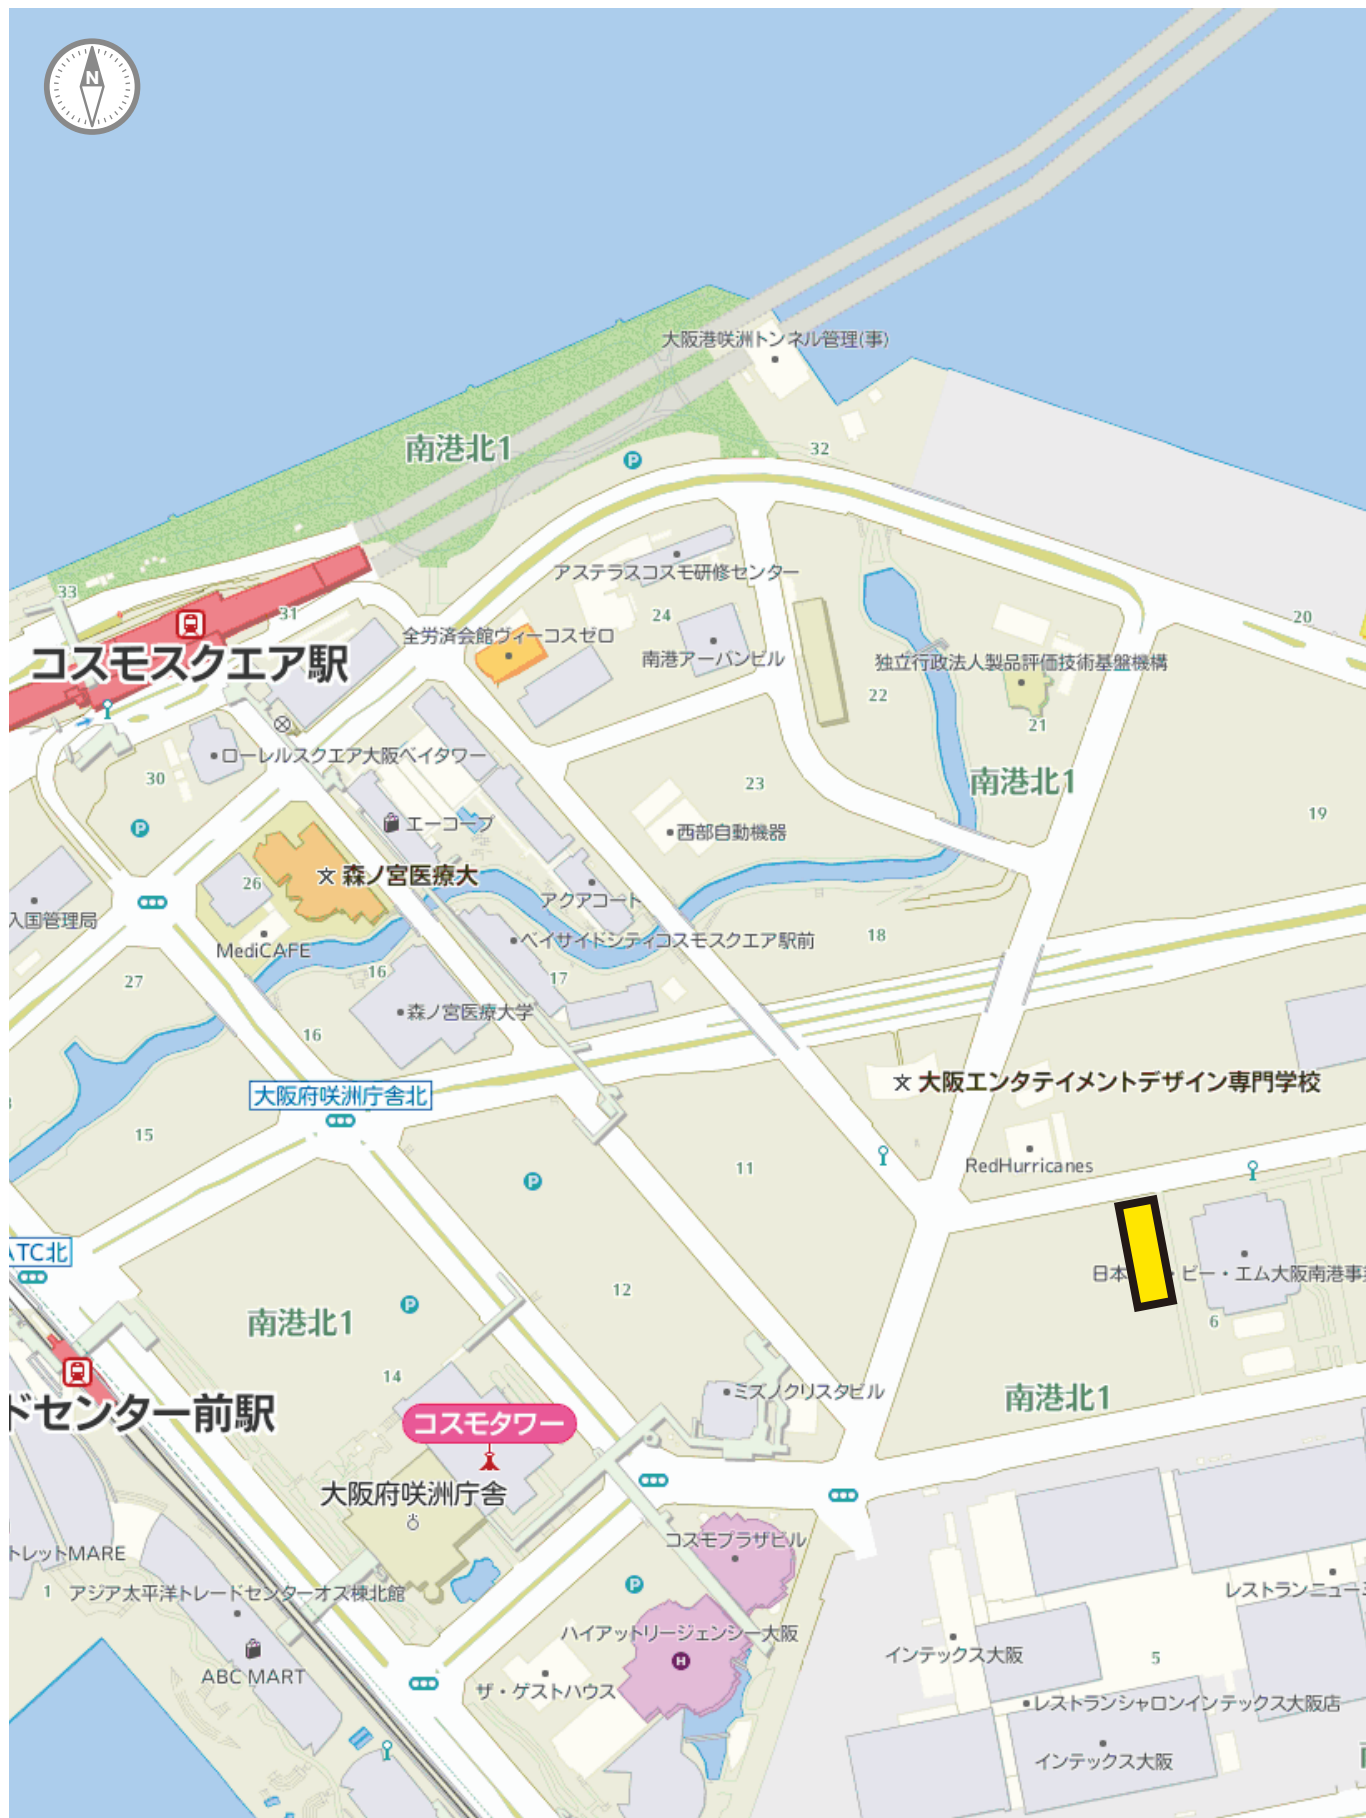 N
大阪港咲洲トンネル管理(事)
南港北1
32
アステラスコスモ研修センター
33
31
24
20
全労済会館ヴィーコスゼロ
南港アーバンビル
コスモスクエア駅
独立行政法人製品評価技術基盤機構
22
21
ローレルスクエア大阪ベイタワー
30
23
南港北1
19
エーコープ
西部自動機器
森ノ宮医療大
26
アクアコート
入国管理局
MediCAFE
ベイサイドシティコスモスクエア駅前
18
27
16
17
森ノ宮医療大学
16
大阪エンタテイメントデザイン専門学校
大阪府咲洲庁舎北
15
11
RedHurricanes
ATC北
日本
ビー・エム大阪南港事
12
南港北1
6
14
ミズノクリスタビル
南港北1
ドセンター前駅
コスモタワー
大阪府咲洲庁舎
コスモプラザビル
トレットMARE
1
アジア太平洋トレードセンターオズ棟北館
レストランニュー
ハイアットリージェンシー大阪
インテックス大阪
5
ABC MART
ザ・ゲストハウス
レストランシャロンインテックス大阪店
インテックス大阪